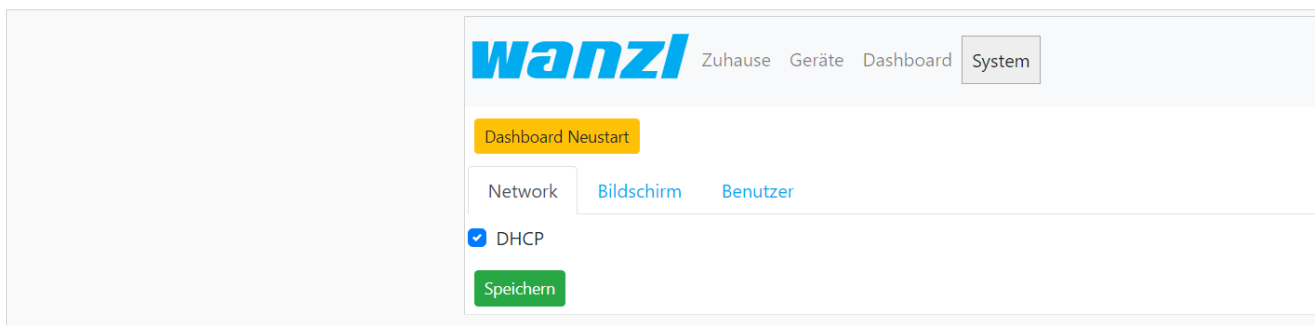 wanzl Zuhause Geräte Dashboard System
Dashboard Neustart
Network Bildschirm Benutzer
DHCP
Speichern